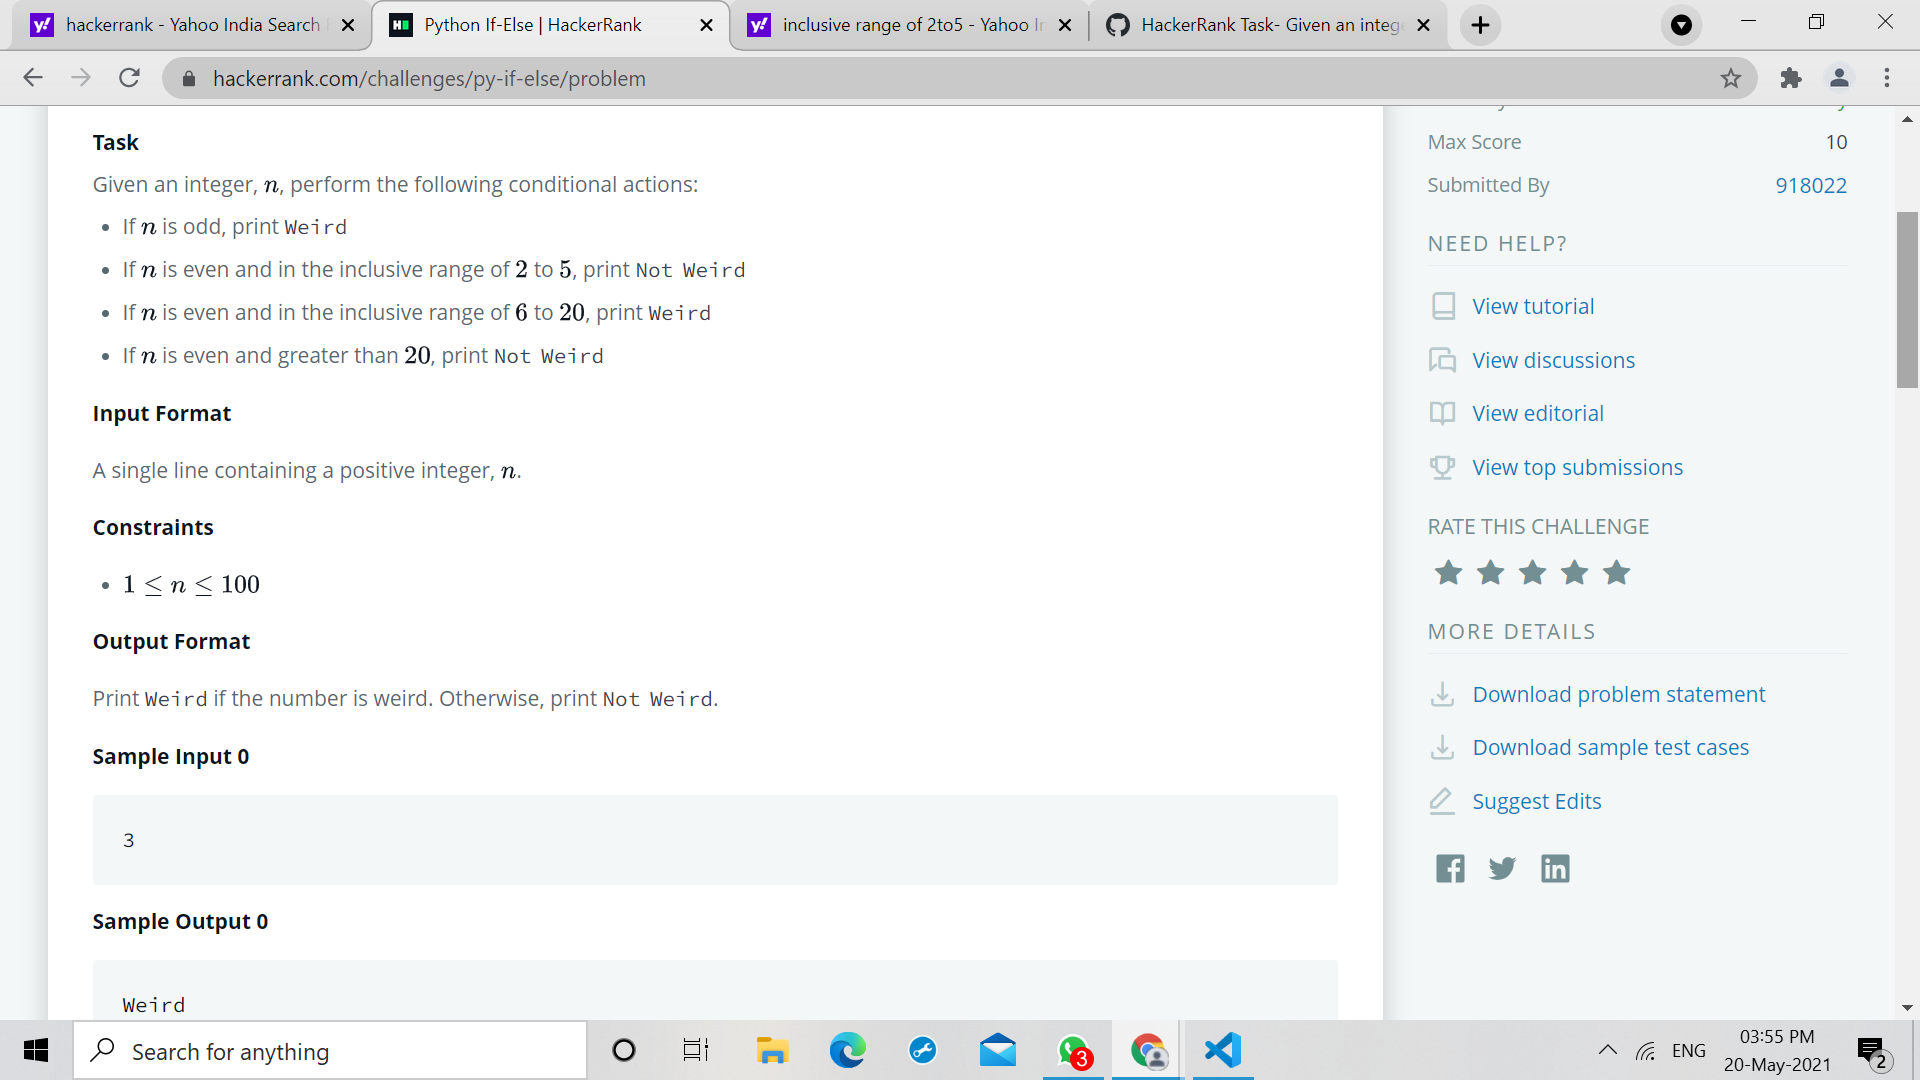 hackerrank - Yahoo India Search
Python If-Else | HackerRank
inclusive range of 2to5 - Yahoo
HackerRank Task- Given an integ
hackerrank.com/challenges/py-if-else/problem
Task
Given an integer, n, perform the following conditional actions:
• If n is odd, print Weird
• If n is even and in the inclusive range of 2 to 5, print Not Weird
• If n is even and in the inclusive range of 6 to 20, print Weird
• If n is even and greater than 20, print Not Weird
Input Format
A single line containing a positive integer, n.
Constraints
• 1 ≤ n ≤ 100
Output Format
Print Weird if the number is weird. Otherwise, print Not Weird.
Sample Input 0
3
Sample Output 0
Weird
Max Score 10
Submitted By 918022
NEED HELP?
View tutorial
View discussions
View editorial
View top submissions
RATE THIS CHALLENGE
MORE DETAILS
Download problem statement
Download sample test cases
Suggest Edits
Search for anything
3
ENG
03:55 PM
20-May-2021
2